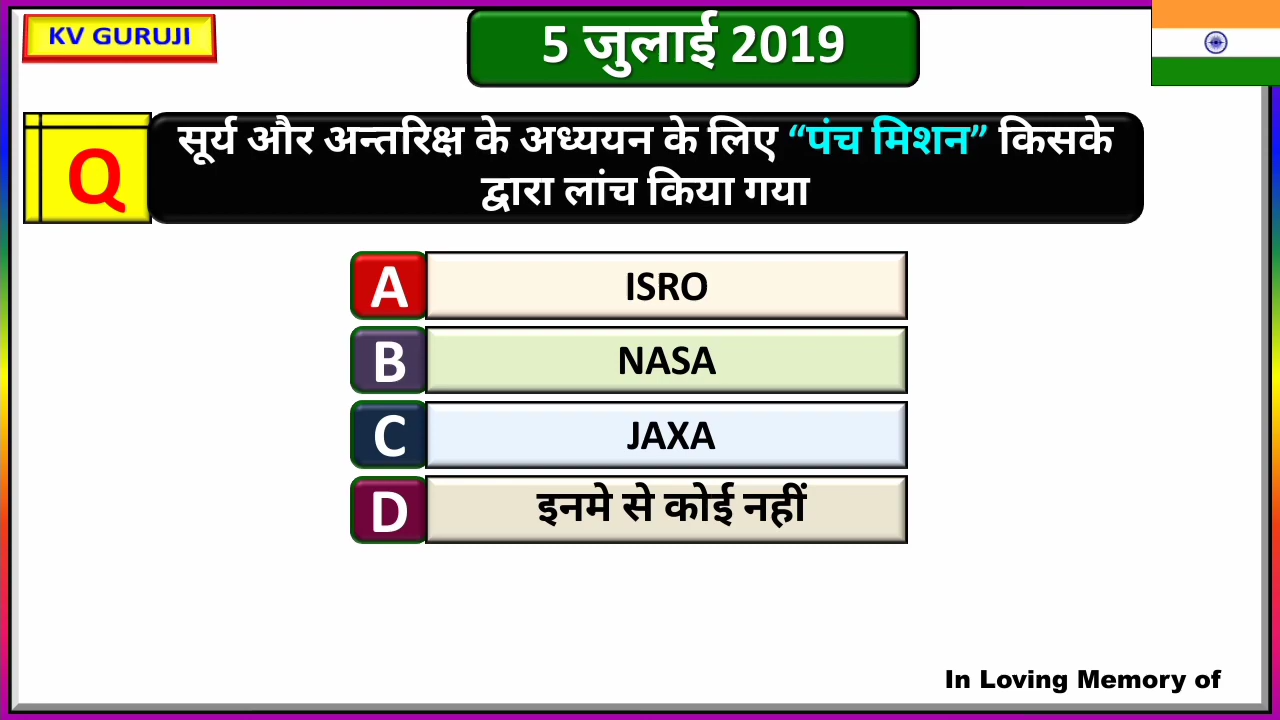 KV GURUJI
5 जुलाई 2019
Q
सूर्य और अन्तरिक्ष के अध्ययन के लिए “पंच मिशन” किसके
द्वारा लांच किया गया
A ISRO
B NASA
C JAXA
D इनमे से कोई नहीं
In Loving Memory of